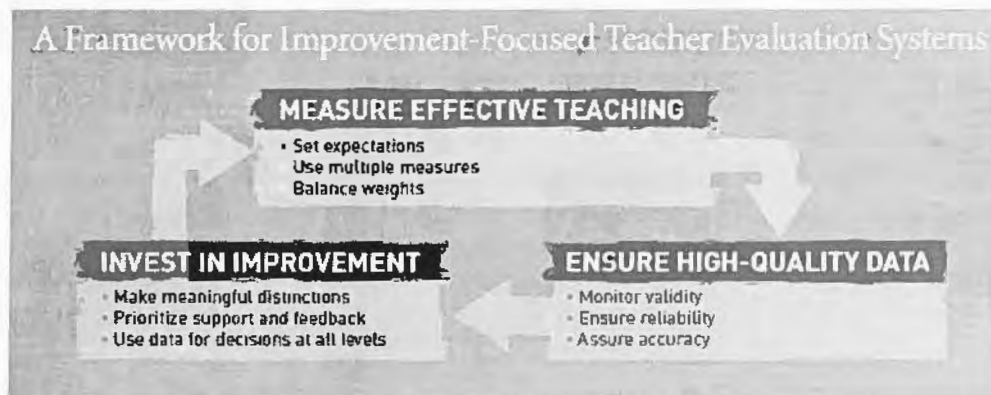 A Framework for Improvement-Focused Teacher Evaluation Systems
MEASURE EFFECTIVE TEACHING
• Set expectations
Use multiple measures
Balance weights
INVEST IN IMPROVEMENT
• Make meaningful distinctions
• Prioritize support and feedback
• Use data for decisions at all levels
ENSURE HIGH-QUALITY DATA
• Monitor validity
• Ensure reliability
• Assure accuracy